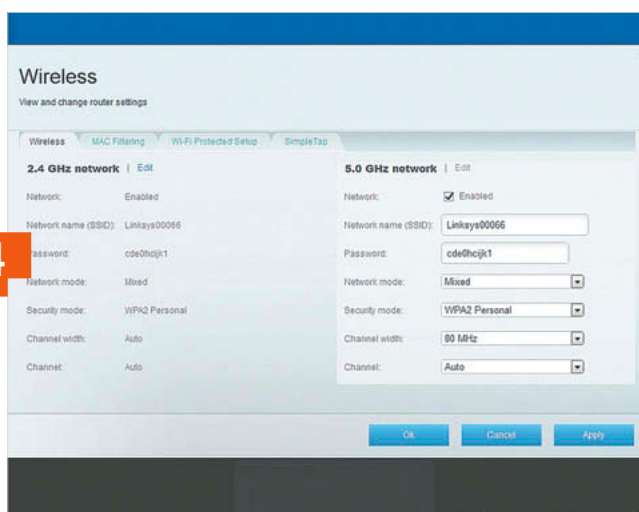 Wireless
View and change router settings
Wireless MAC Filtering Wi-Fi Protected Setup SimpleTap
2.4 GHz network | Edit
Network: Enabled
Network name (SSID): Linksys00066
Password: cde0hcijk1
Network mode: Mixed
Security mode: WPA2 Personal
Channel width: Auto
Channel: Auto
5.0 GHz network | Edit
Network: Enabled
Network name (SSID): Linksys00066
Password: cde0hcijk1
Network mode: Mixed
Security mode: WPA2 Personal
Channel width: 80 MHz
Channel: Auto
Ok Cancel Apply
4